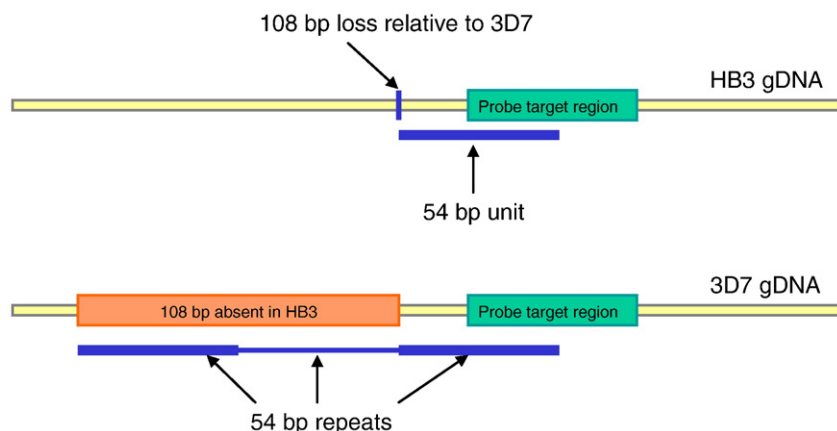 108 bp loss relative to 3D7
HB3 gDNA
Probe target region
54 bp unit
3D7 gDNA
108 bp absent in HB3
Probe target region
54 bp repeats